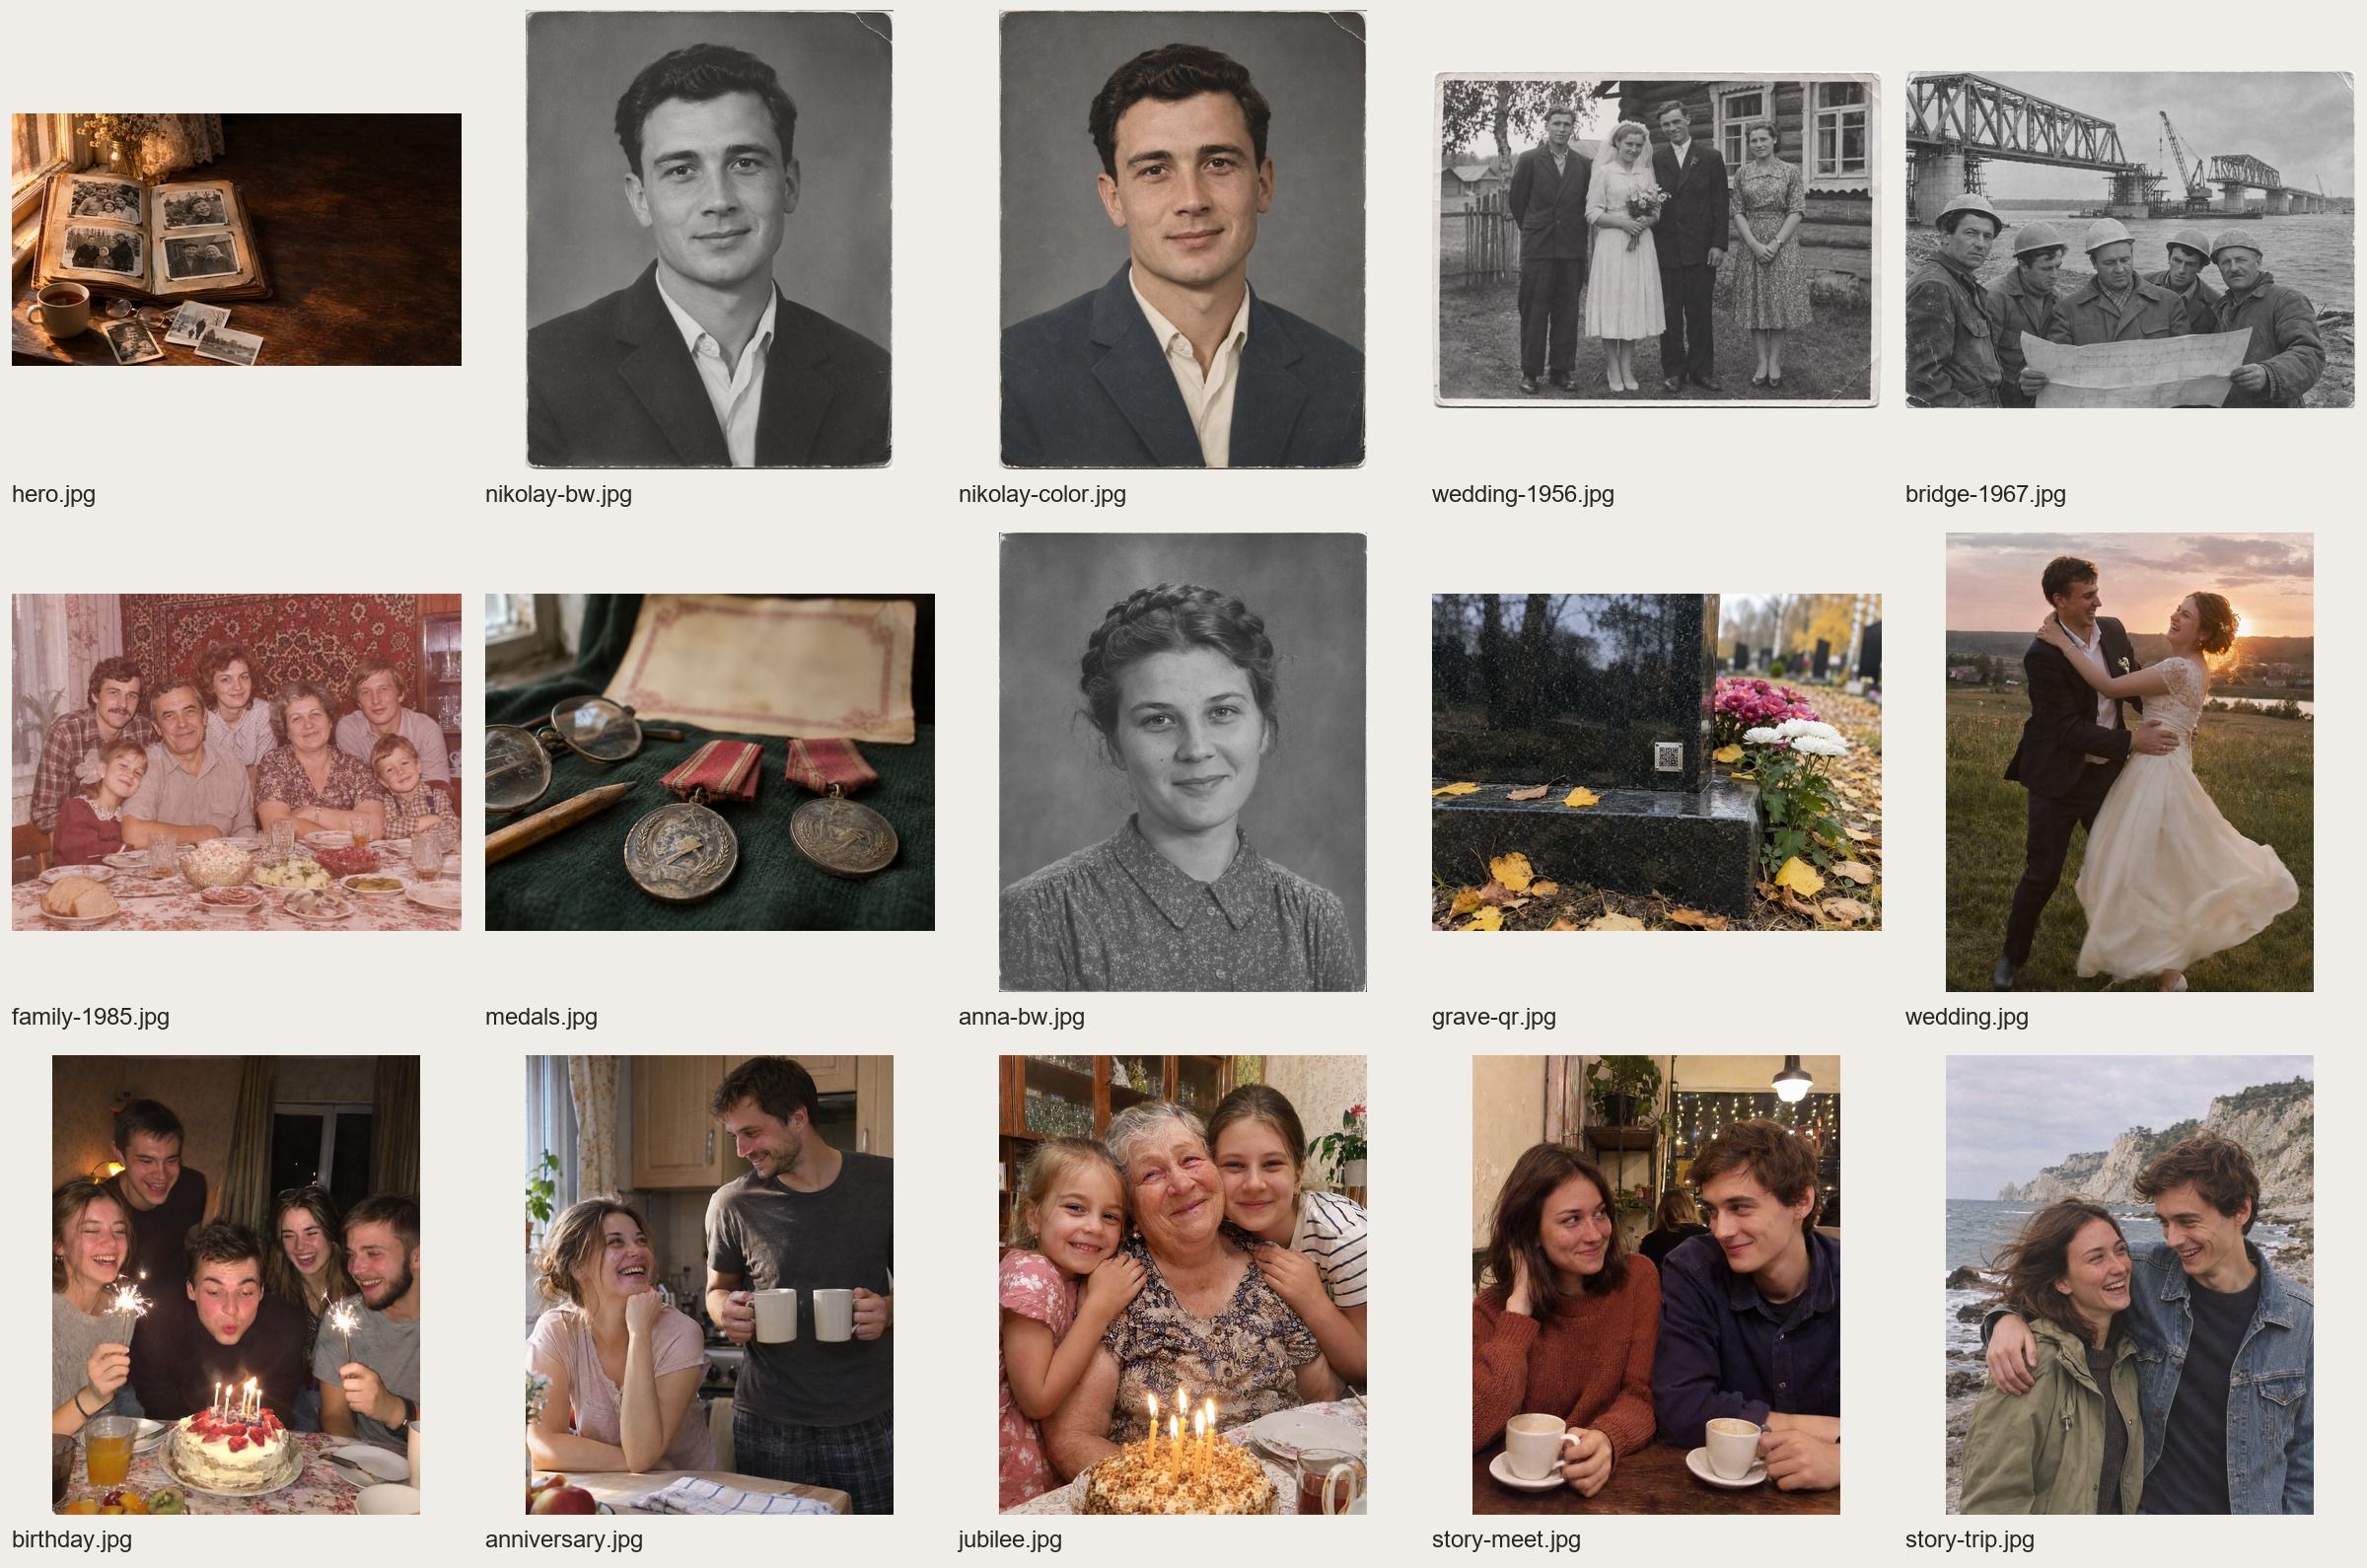 hero.jpg
nikolay-bw.jpg
nikolay-color.jpg
wedding-1956.jpg
bridge-1967.jpg
family-1985.jpg
medals.jpg
anna-bw.jpg
grave-qr.jpg
wedding.jpg
birthday.jpg
anniversary.jpg
jubilee.jpg
story-meet.jpg
story-trip.jpg